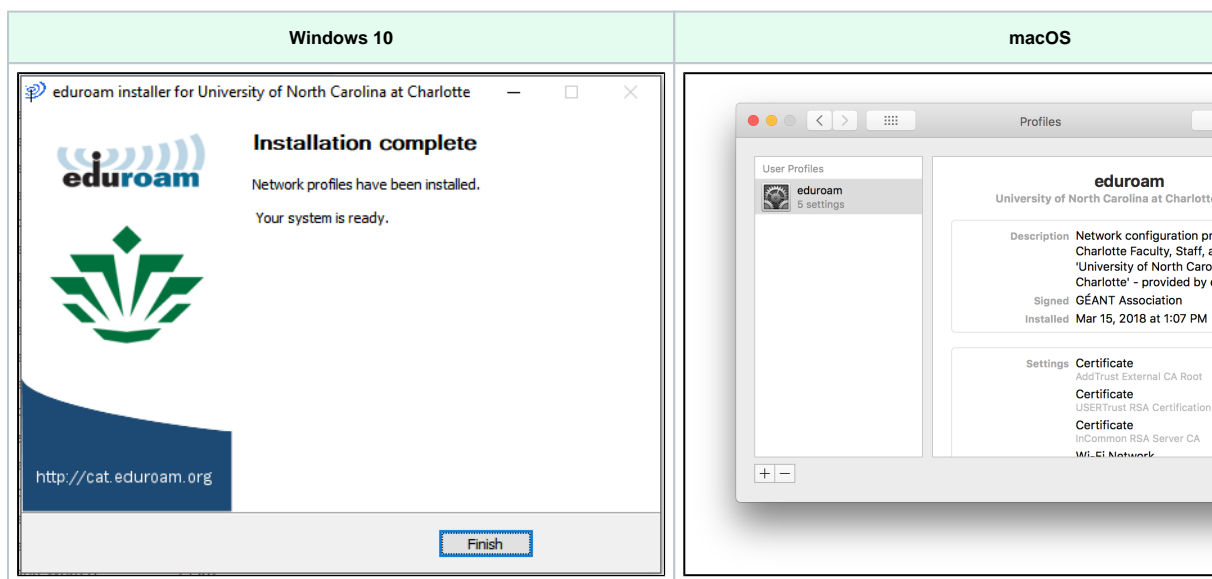 Windows 10
macOS
eduroam installer for University of North Carolina at Charlotte
eduroam
Installation complete
Network profiles have been installed.
Your system is ready.
http://cat.eduroam.org
Finish
Profiles
User Profiles
eduroam
5 settings
eduroam
University of North Carolina at Charlotte
Description Network configuration
Charlotte Faculty, Staff,
'University of North
Charlotte' - provided by
Signed GÉANT Association
Installed Mar 15, 2018 at 1:07 PM
Settings Certificate
AddTrust External CA Root
Certificate
USERTrust RSA Certification
Certificate
InCommon RSA Server CA
Wi-Fi Network